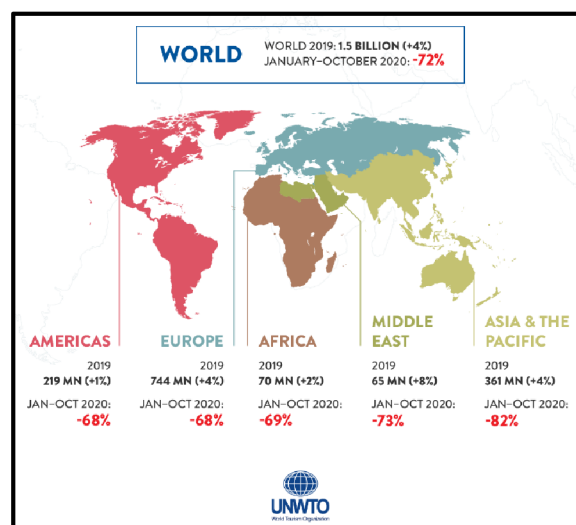 WORLD
WORLD 2019: 1.5 BILLION (+4%)
JANUARY–OCTOBER 2020: -72%
AMERICAS
2019
219 MN (+1%)
JAN–OCT 2020:
-68%
EUROPE
2019
744 MN (+4%)
JAN–OCT 2020:
-68%
AFRICA
2019
70 MN (+2%)
JAN–OCT 2020:
-69%
MIDDLE
EAST
2019
65 MN (+8%)
JAN–OCT 2020:
-73%
ASIA & THE
PACIFIC
2019
361 MN (+4%)
JAN–OCT 2020:
-82%
UNWTO
World Tourism Organization